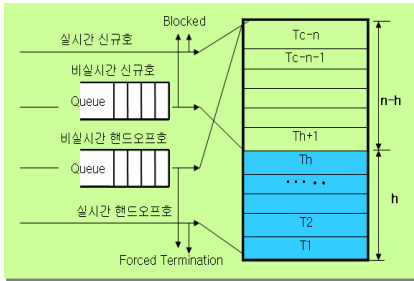 Blocked
실시간 신규호
Tc-n
비실시간 신규호
Tc-n-1
Queue
n-h
비실시간 핸드오프호
Th+1
Queue
Th
.....
h
실시간 핸드오프호
T2
T1
Forced Termination